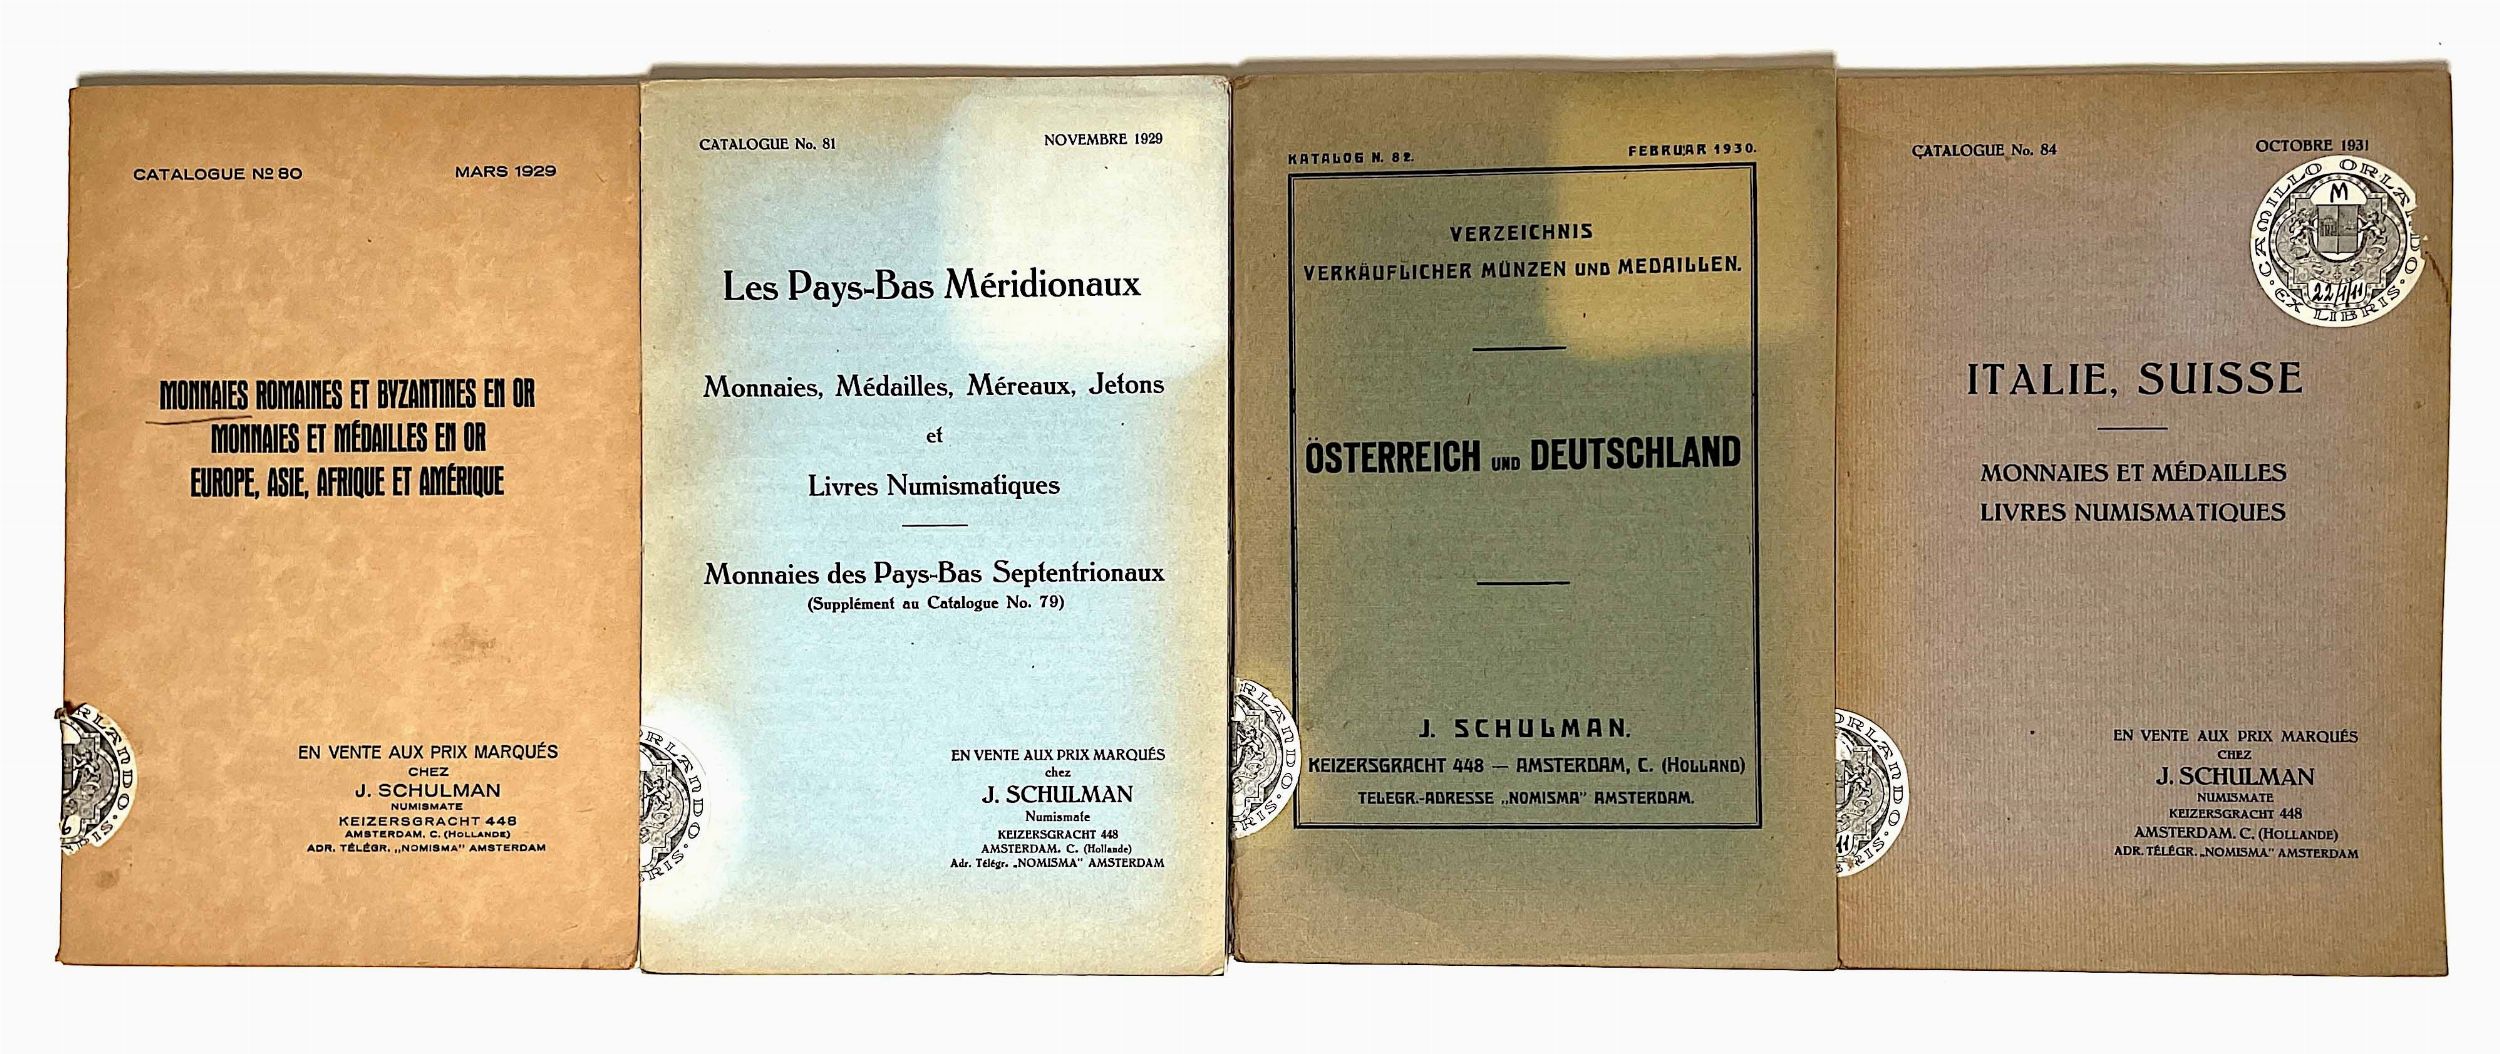 CATALOGUE Nº 80
MARS 1929
MONNAIES ROMAINES ET BYZANTINES EN OR
MONNAIES ET MÉDAILLES EN OR
EUROPE, ASIE, AFRIQUE ET AMÉRIQUE
EN VENTE AUX PRIX MARQUÉS
CHEZ
J. SCHULMAN
NUMISMATE
KEIZERSGRACHT 448
AMSTERDAM. C. (HOLLANDE)
ADR. TÉLÉGR. „NOMISMA" AMSTERDAM
CATALOGUE No. 81
NOVEMBRE 1929
Les Pays-Bas Méridionaux
Monnaies, Médailles, Méreaux, Jetons
et
Livres Numismatiques
Monnaies des Pays-Bas Septentrionaux
(Supplément au Catalogue No. 79)
EN VENTE AUX PRIX MARQUÉS
chez
J. SCHULMAN
Numismate
KEIZERSGRACHT 448
AMSTERDAM. C. (Hollande)
Adr. Télégr. „NOMISMA" AMSTERDAM
KATALOG N. 82.
FEBRUAR 1930.
VERZEICHNIS
VERKÄUFLICHER MÜNZEN UND MEDAILLEN.
ÖSTERREICH UND DEUTSCHLAND
J. SCHULMAN.
KEIZERSGRACHT 448 — AMSTERDAM, C. (HOLLAND)
TELEGR.-ADRESSE „NOMISMA" AMSTERDAM.
CATALOGUE No. 84
OCTOBRE 1931
CAMILLO ORLANDO
M
22/1/11
• EX LIBRIS •
ITALIE, SUISSE
MONNAIES ET MÉDAILLES
LIVRES NUMISMATIQUES
EN VENTE AUX PRIX MARQUÉS
CHEZ
J. SCHULMAN
NUMISMATE
KEIZERSGRACHT 448
AMSTERDAM. C. (HOLLANDE)
ADR. TÉLÉGR. „NOMISMA" AMSTERDAM